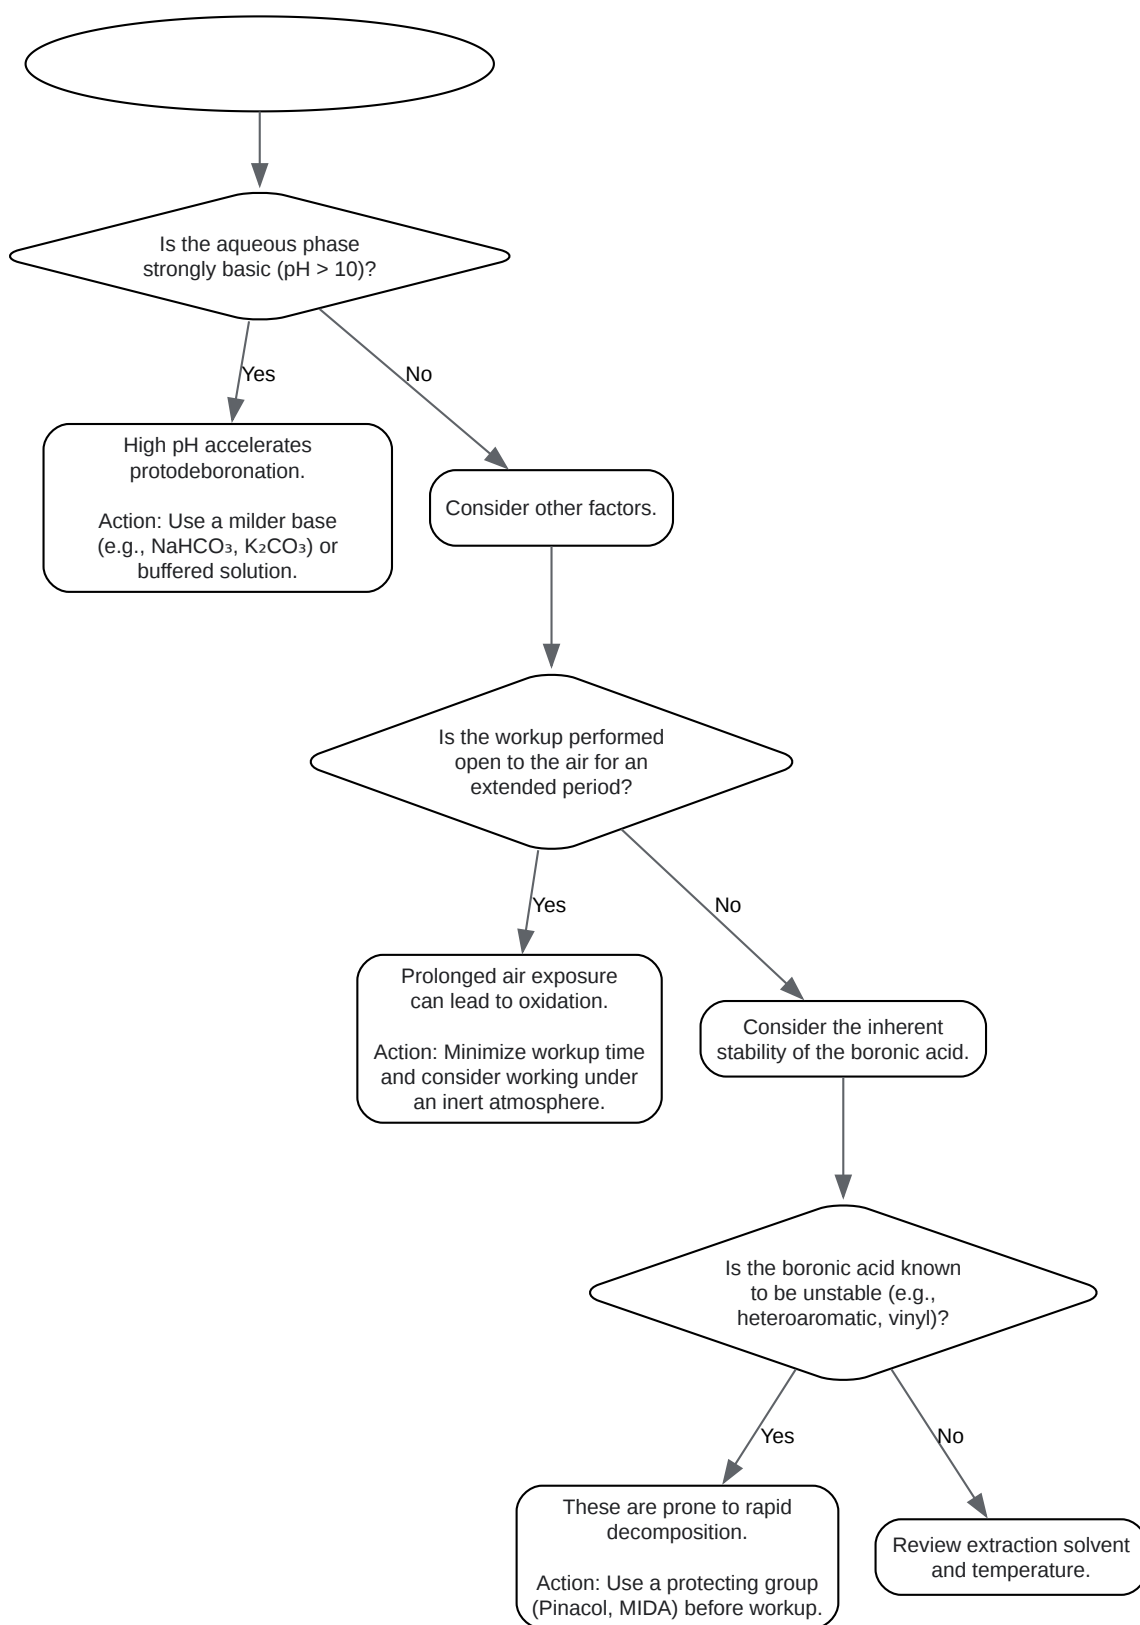 Is the aqueous phase
strongly basic (pH > 10)?
Yes
No
High pH accelerates
protodeboronation.
Action: Use a milder base
(e.g., NaHCO₃, K₂CO₃) or
buffered solution.
Consider other factors.
Is the workup performed
open to the air for an
extended period?
Yes
No
Prolonged air exposure
can lead to oxidation.
Action: Minimize workup time
and consider working under
an inert atmosphere.
Consider the inherent
stability of the boronic acid.
Is the boronic acid known
to be unstable (e.g.,
heteroaromatic, vinyl)?
Yes
No
These are prone to rapid
decomposition.
Action: Use a protecting group
(Pinacol, MIDA) before workup.
Review extraction solvent
and temperature.